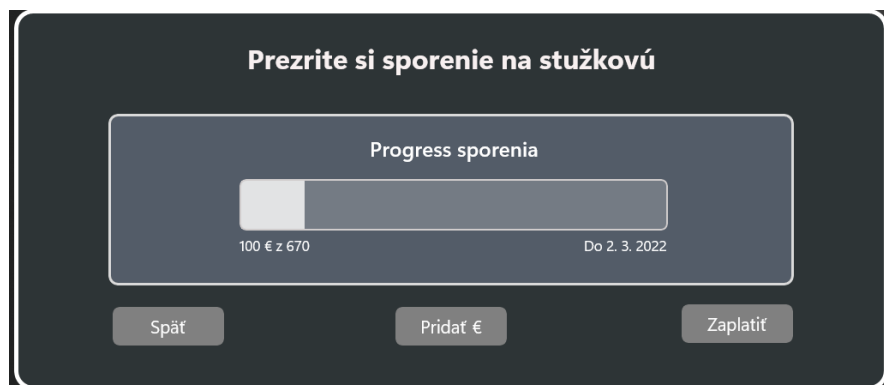 Prezrite si sporenie na stužkovú
Progress sporenia
100 € z 670
Do 2. 3. 2022
Späť
Pridať €
Zaplatiť